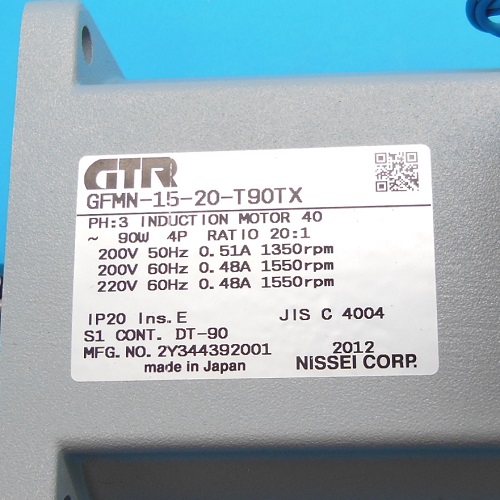 GTR
GFMN-15-20-T90TX
PH:3 INDUCTION MOTOR 40
~ 90W 4P RATIO 20:1
200V 50Hz 0.51A 1350rpm
200V 60Hz 0.48A 1550rpm
220V 60Hz 0.48A 1550rpm
IP20 Ins.E JIS C 4004
S1 CONT. DT-90
MFG.NO.2Y344392001 2012
made in Japan NISSEI CORP.